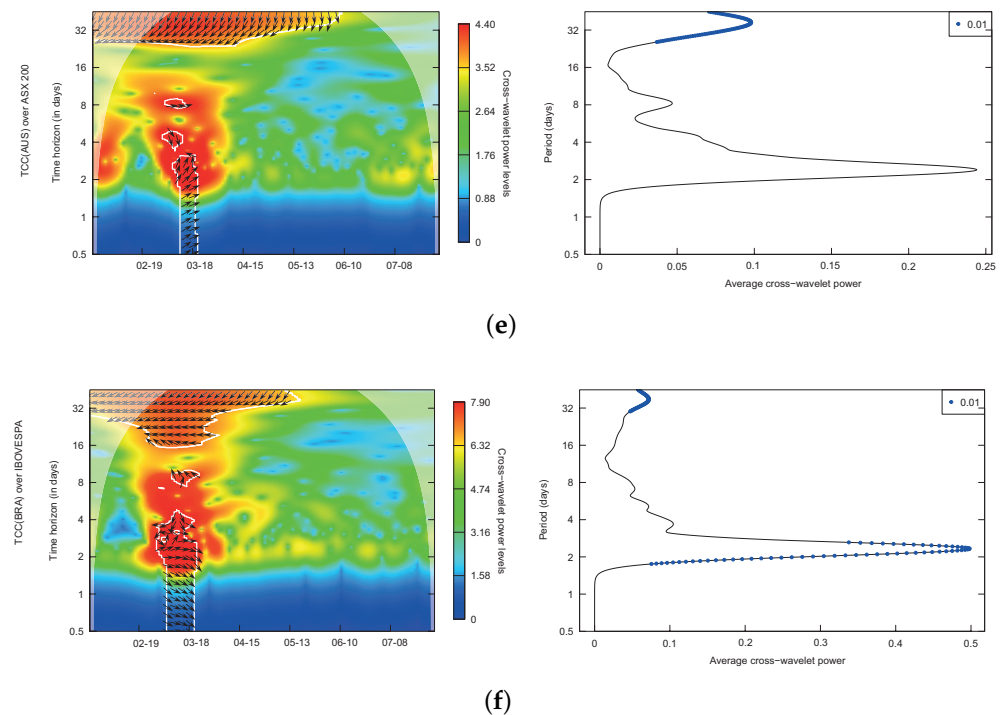 TCC(AUS) over ASX 200
Time horizon (in days)
32
16
8
4
2
1
0.5
02-19 03-18 04-15 05-13 06-10 07-08
4.40
3.52
2.64
1.76
0.88
0
Cross-wavelet power levels
Period (days)
32
16
8
4
2
1
0.5
0 0.05 0.1 0.15 0.2 0.25
Average cross-wavelet power
0.01
(e)
TCC(BRA) over IBOVESPA
Time horizon (in days)
32
16
8
4
2
1
0.5
02-19 03-18 04-15 05-13 06-10 07-08
7.90
6.32
4.74
3.16
1.58
0
Cross-wavelet power levels
Period (days)
32
16
8
4
2
1
0.5
0 0.1 0.2 0.3 0.4 0.5
Average cross-wavelet power
0.01
(f)